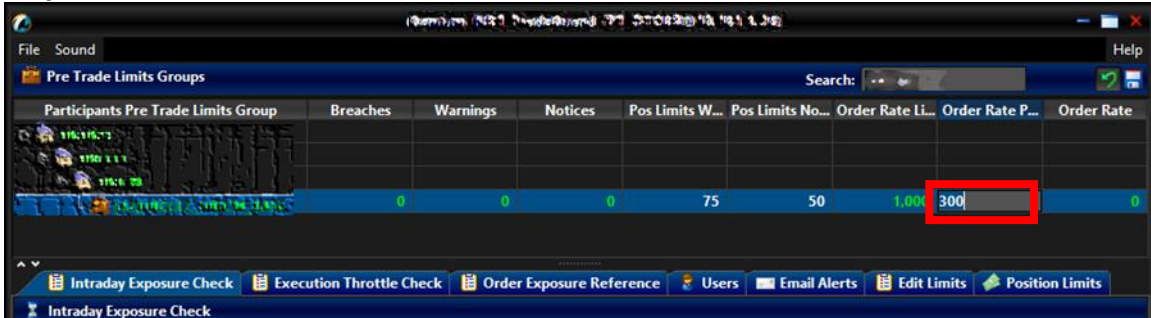 File Sound Help
Pre Trade Limits Groups Search:
Participants Pre Trade Limits Group Breaches Warnings Notices Pos Limits W... Pos Limits No... Order Rate Li... Order Rate P... Order Rate
0 0 0 75 50 1,000 300 0
Intraday Exposure Check Execution Throttle Check Order Exposure Reference Users Email Alerts Edit Limits Position Limits
Intraday Exposure Check